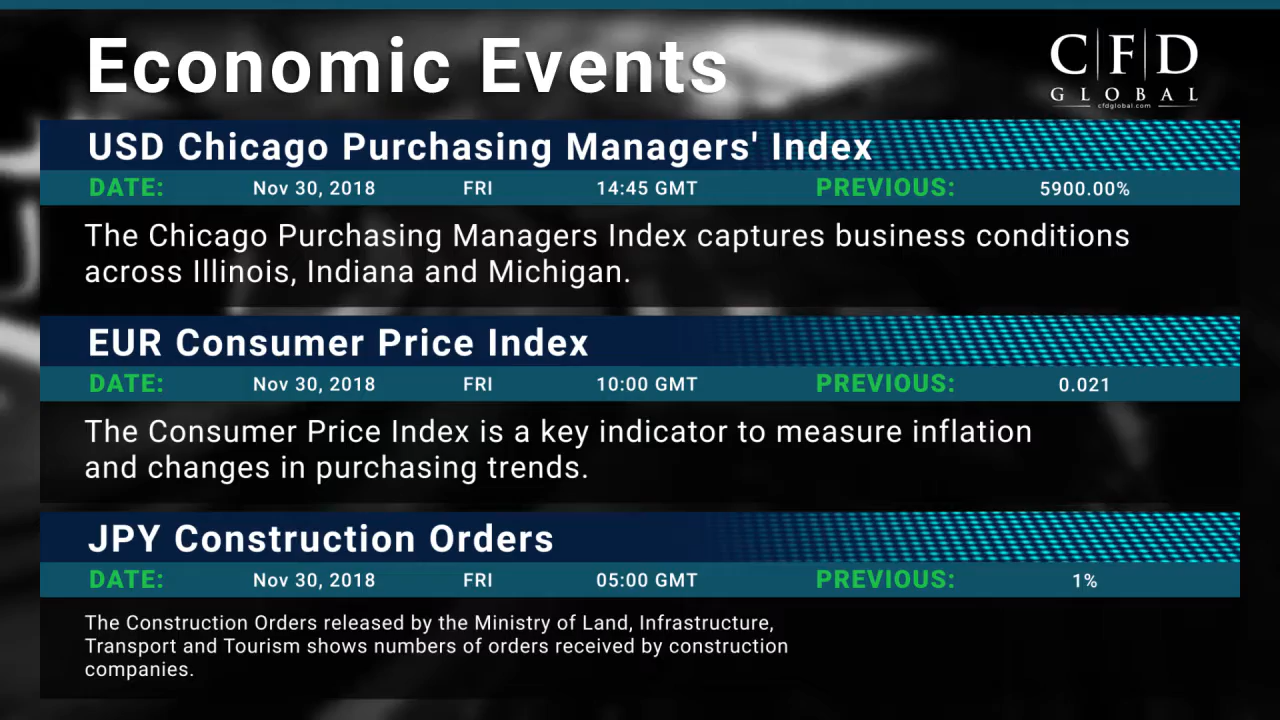 Economic Events
C F D
GLOBAL
cfdglobal.com
USD Chicago Purchasing Managers' Index
DATE: Nov 30, 2018 FRI 14:45 GMT PREVIOUS: 5900.00%
The Chicago Purchasing Managers Index captures business conditions
across Illinois, Indiana and Michigan.
EUR Consumer Price Index
DATE: Nov 30, 2018 FRI 10:00 GMT PREVIOUS: 0.021
The Consumer Price Index is a key indicator to measure inflation
and changes in purchasing trends.
JPY Construction Orders
DATE: Nov 30, 2018 FRI 05:00 GMT PREVIOUS: 1%
The Construction Orders released by the Ministry of Land, Infrastructure,
Transport and Tourism shows numbers of orders received by construction
companies.